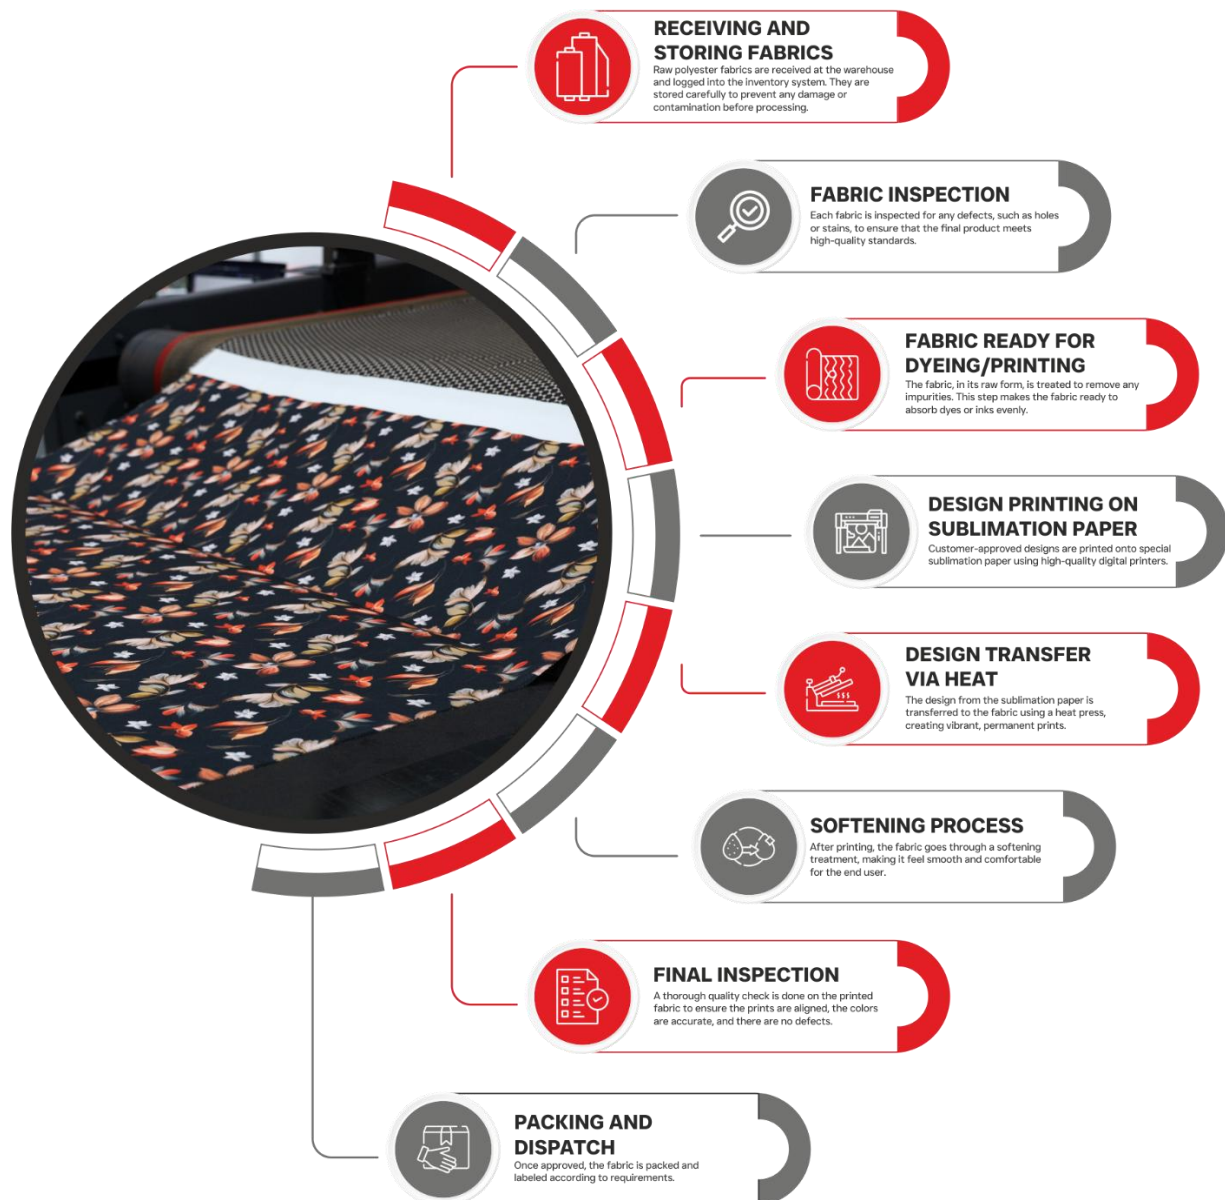 RECEIVING AND
STORING FABRICS
Raw polyester fabrics are received at the warehouse
and logged into the inventory system. They are
stored carefully to prevent any damage or
contamination before processing.
FABRIC INSPECTION
Each fabric is inspected for any defects, such as holes
or stains, to ensure that the final product meets
high-quality standards.
FABRIC READY FOR
DYEING/PRINTING
The fabric, in its raw form, is treated to remove any
impurities. This step makes the fabric ready to
absorb dyes or inks evenly.
DESIGN PRINTING ON
SUBLIMATION PAPER
Customer-approved designs are printed onto special
sublimation paper using high-quality digital printers.
DESIGN TRANSFER
VIA HEAT
The design from the sublimation paper is
transferred to the fabric using a heat press,
creating vibrant, permanent prints.
SOFTENING PROCESS
After printing, the fabric goes through a softening
treatment, making it feel smooth and comfortable
for the end user.
FINAL INSPECTION
A thorough quality check is done on the printed
fabric to ensure the prints are aligned, the colors
are accurate, and there are no defects.
PACKING AND
DISPATCH
Once approved, the fabric is packed and
labeled according to requirements.